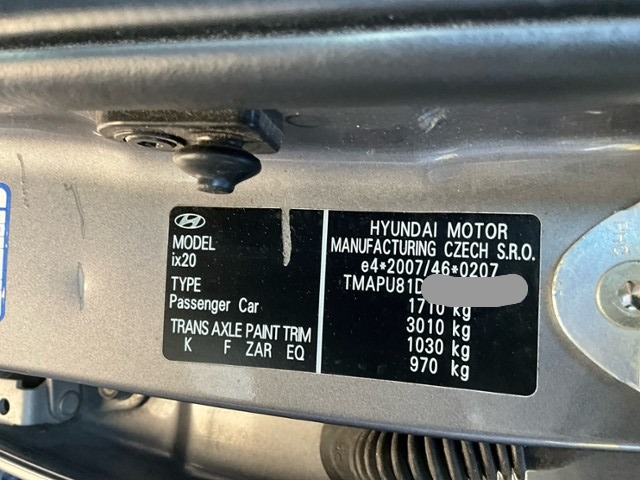 MODEL
ix20
TYPE
Passenger Car
TRANS AXLE PAINT TRIM
K F ZAR EQ
HYUNDAI MOTOR
MANUFACTURING CZECH S.R.O.
e4*2007/46*0207
TMAPU81D
1710 kg
3010 kg
1030 kg
970 kg